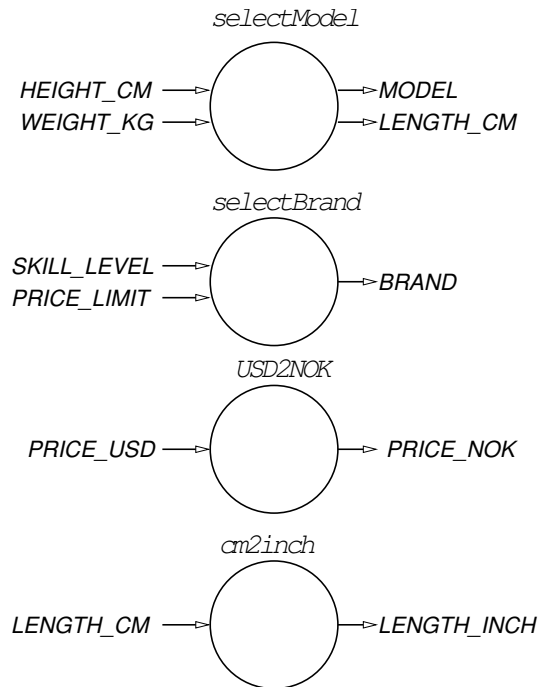 selectModel
HEIGHT_CM MODEL
WEIGHT_KG LENGTH_CM
selectBrand
SKILL_LEVEL BRAND
PRICE_LIMIT
USD2NOK
PRICE_USD PRICE_NOK
cm2inch
LENGTH_CM LENGTH_INCH